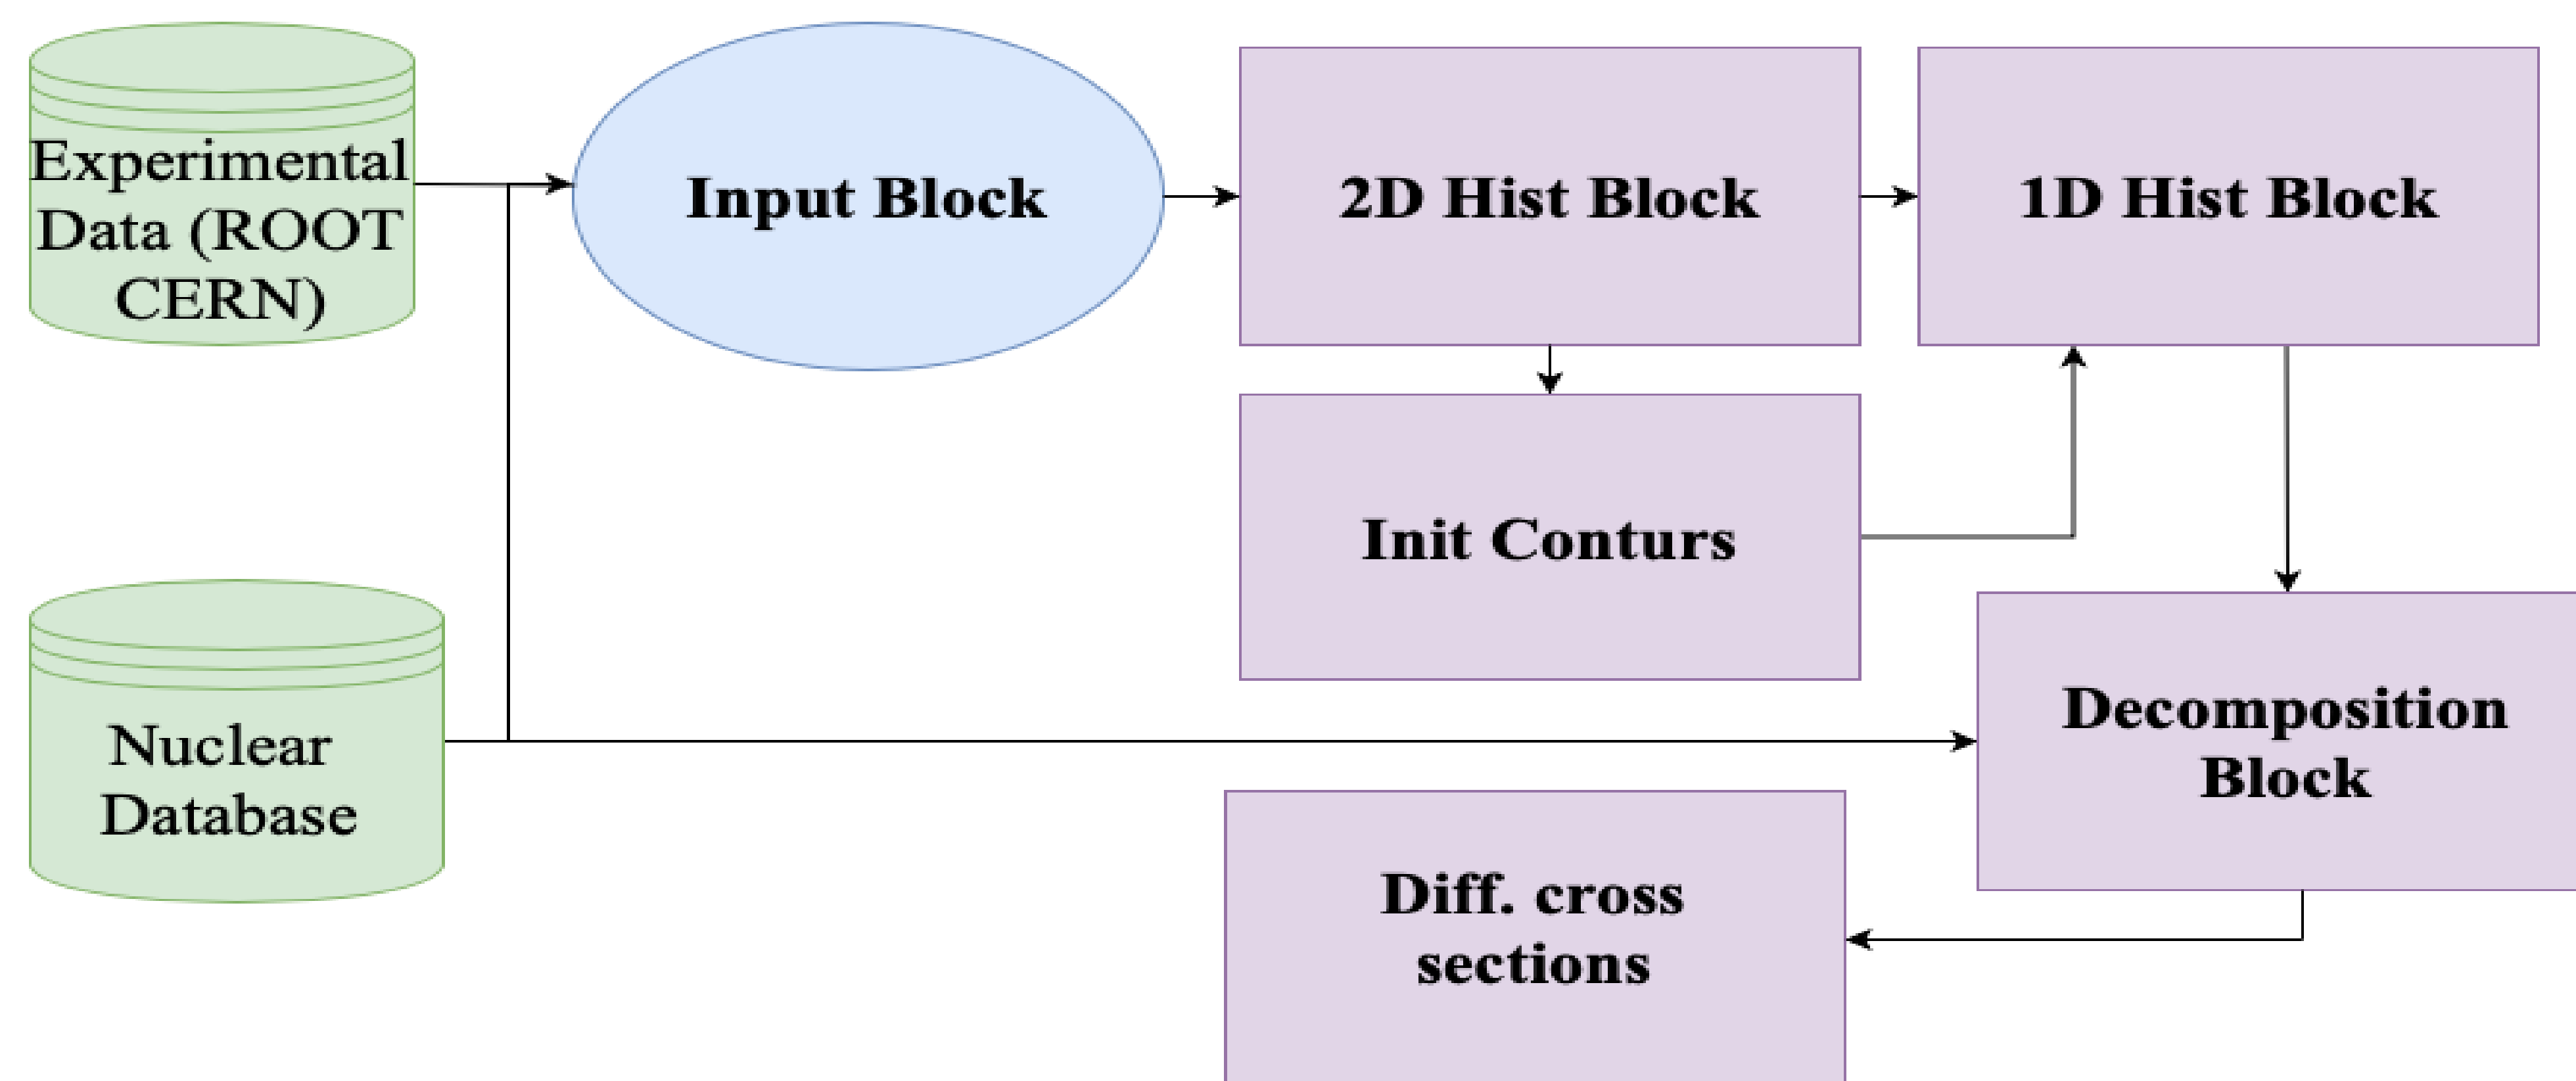 Experimental
Data (ROOT
CERN)
Input Block
2D Hist Block
1D Hist Block
Init Conturs
Nuclear
Database
Decomposition
Block
Diff. cross
sections